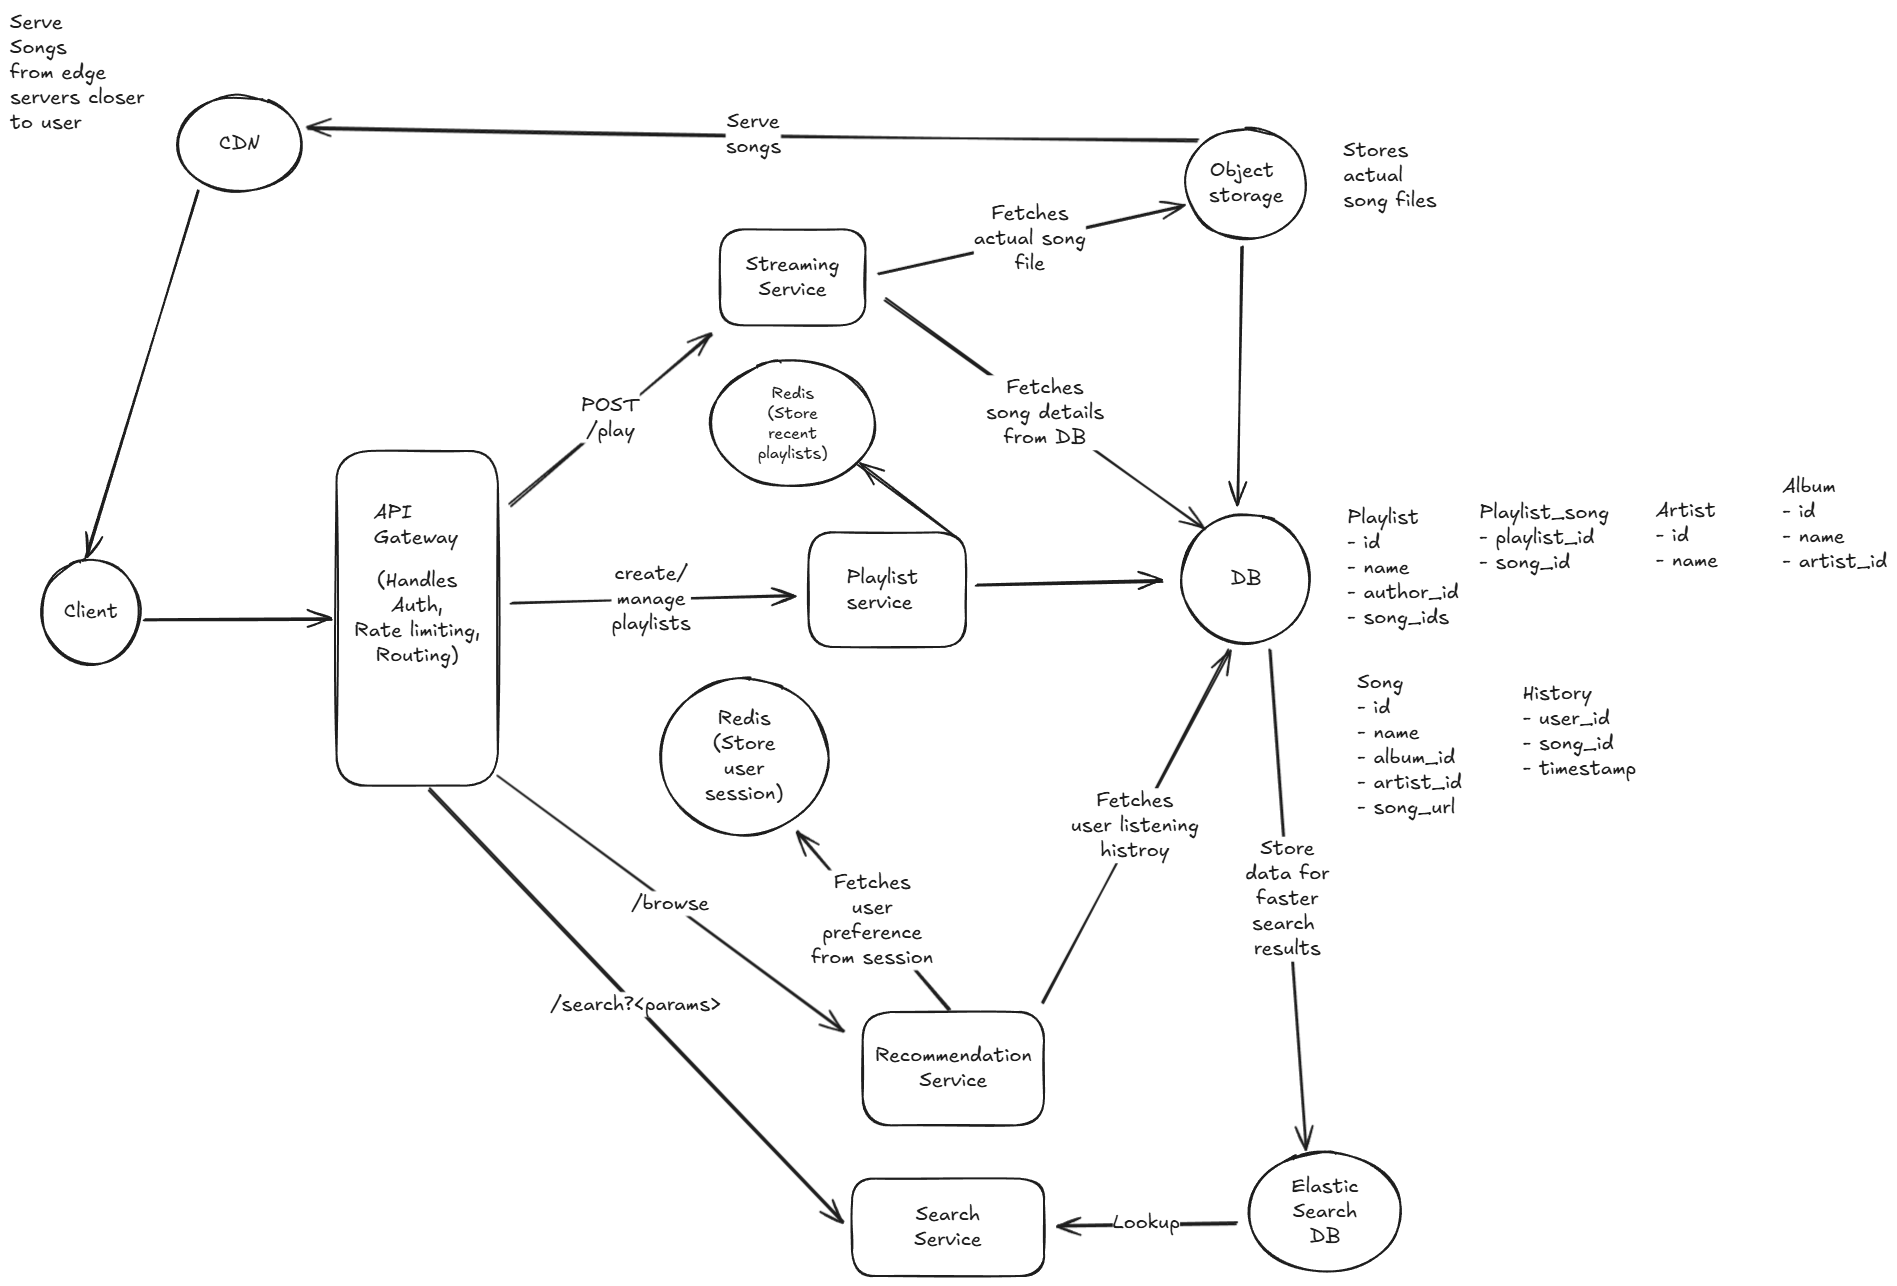 Serve
Songs
from edge
servers closer
to user
CDN
Serve
songs
Object
storage
Stores
actual
song files
Fetches
actual song
file
Streaming
Service
POST
/play
Redis
(Store
recent
playlists)
Fetches
song details
from DB
API
Gateway
(Handles
Auth,
Rate limiting,
Routing)
Client
create/
manage
playlists
Playlist
service
DB
Playlist
- id
- name
- author_id
- song_ids
Playlist_song
- playlist_id
- song_id
Artist
- id
- name
Album
- id
- name
- artist_id
Song
- id
- name
- album_id
- artist_id
- song_url
History
- user_id
- song_id
- timestamp
Redis
(Store
user
session)
Fetches
user listening
histroy
Store
data for
faster
search
results
/browse
Fetches
user
preference
from session
/search?<params>
Recommendation
Service
Search
Service
Lookup
Elastic
Search
DB